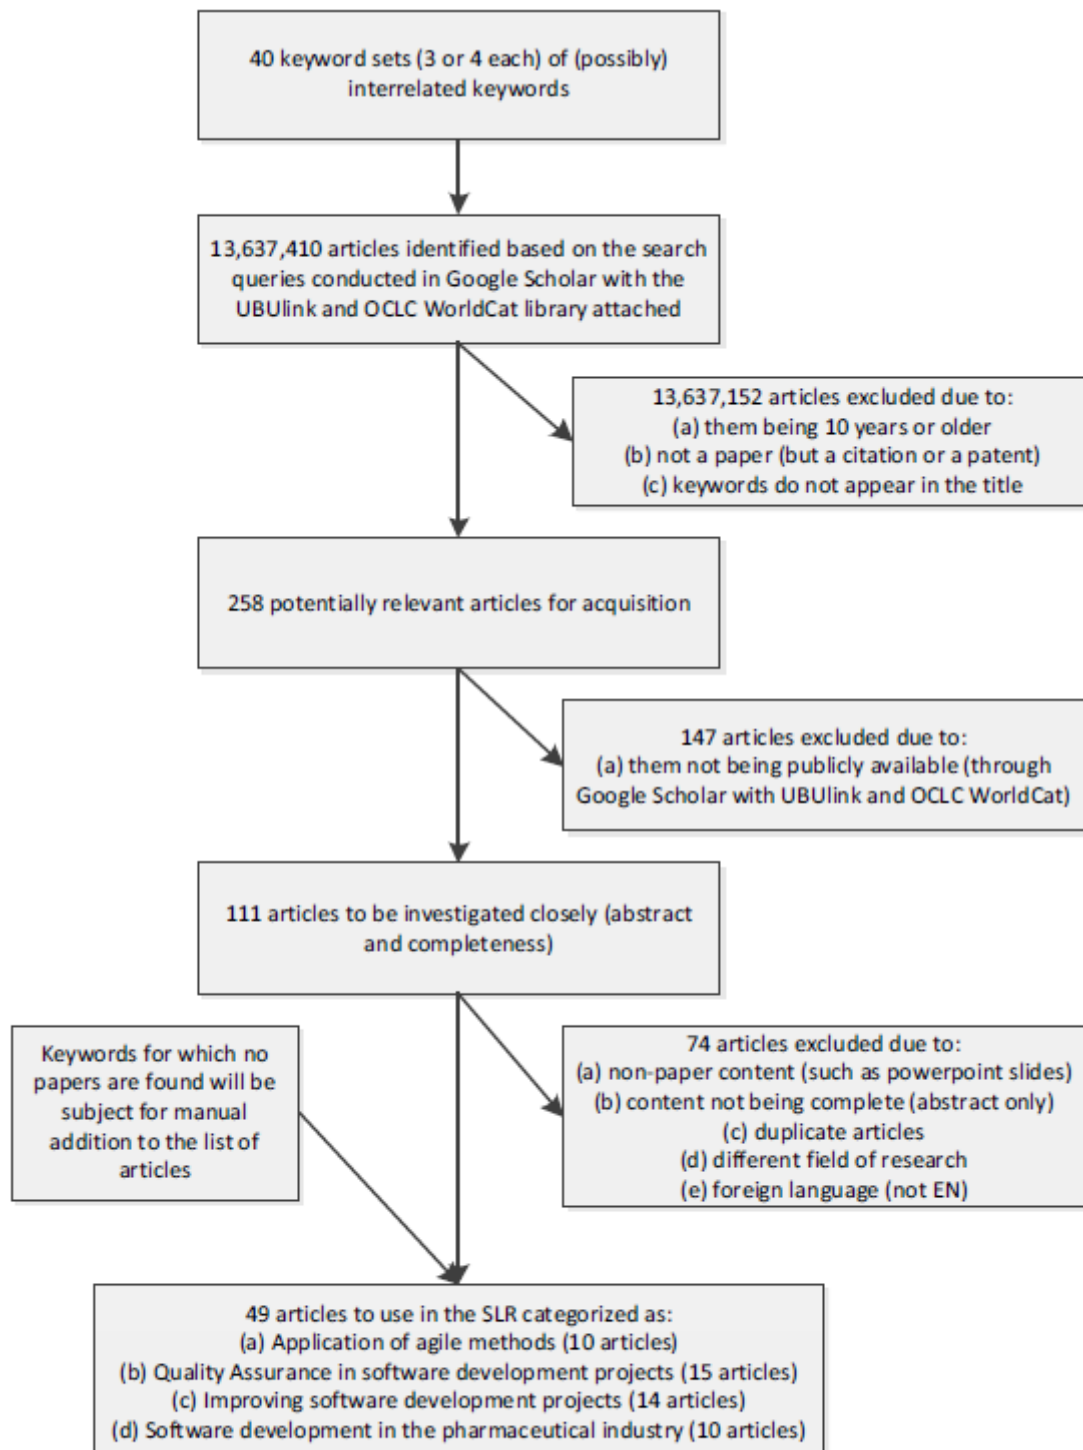 40 keyword sets (3 or 4 each) of (possibly)
interrelated keywords
13,637,410 articles identified based on the search
queries conducted in Google Scholar with the
UBUlink and OCLC WorldCat library attached
13,637,152 articles excluded due to:
(a) them being 10 years or older
(b) not a paper (but a citation or a patent)
(c) keywords do not appear in the title
258 potentially relevant articles for acquisition
147 articles excluded due to:
(a) them not being publicly available (through
Google Scholar with UBUlink and OCLC WorldCat)
111 articles to be investigated closely (abstract
and completeness)
Keywords for which no
papers are found will be
subject for manual
addition to the list of
articles
74 articles excluded due to:
(a) non-paper content (such as powerpoint slides)
(b) content not being complete (abstract only)
(c) duplicate articles
(d) different field of research
(e) foreign language (not EN)
49 articles to use in the SLR categorized as:
(a) Application of agile methods (10 articles)
(b) Quality Assurance in software development projects (15 articles)
(c) Improving software development projects (14 articles)
(d) Software development in the pharmaceutical industry (10 articles)